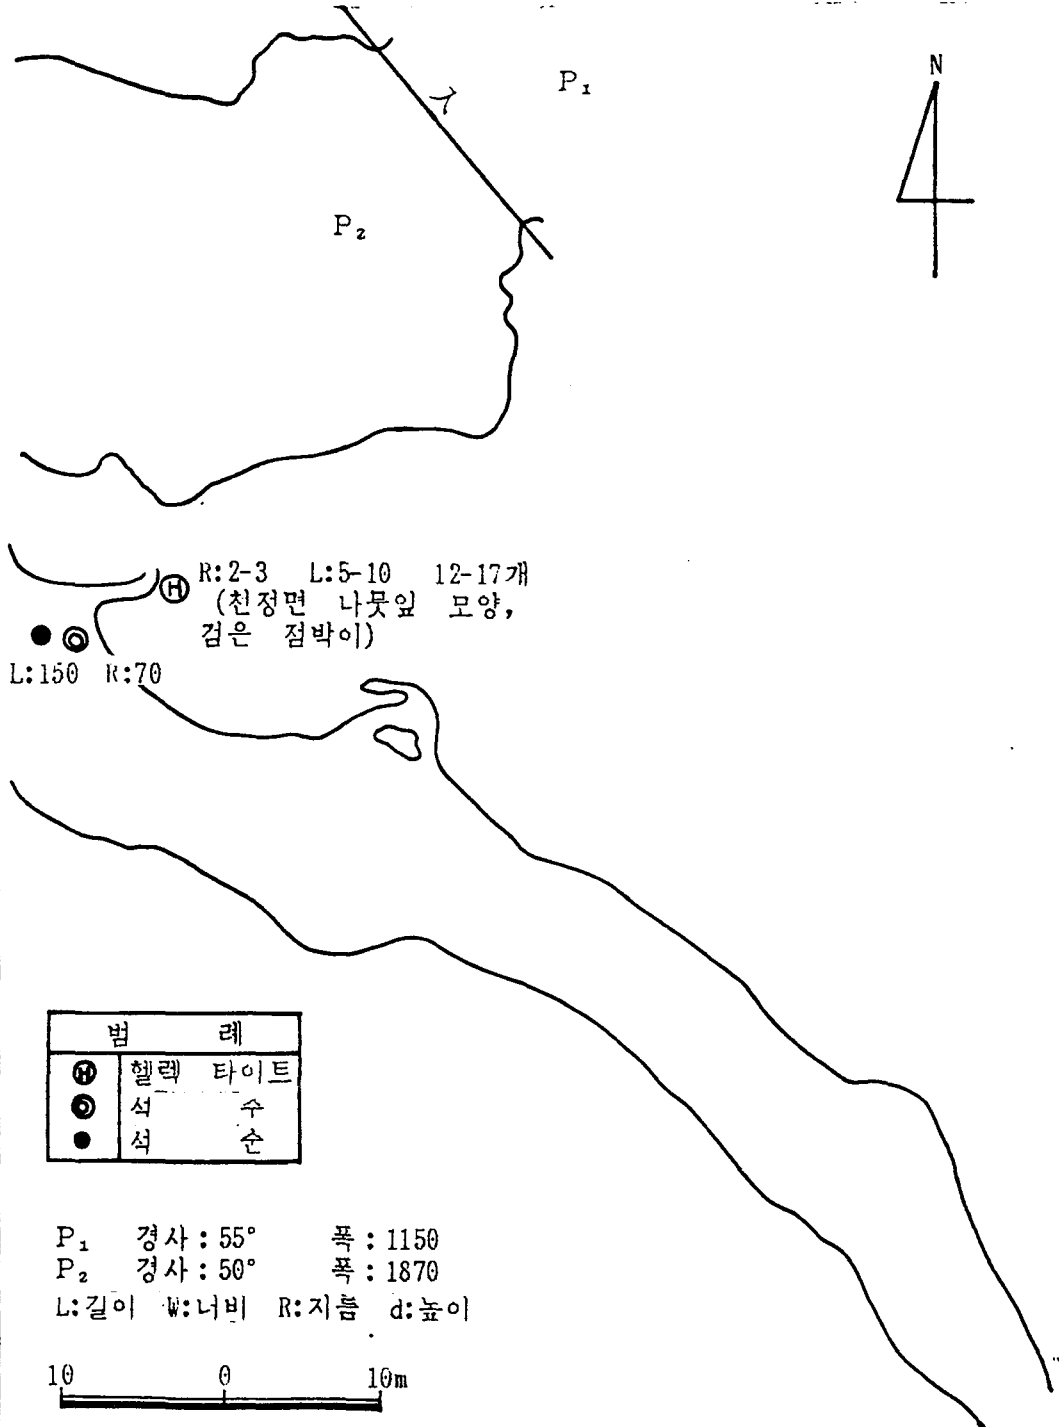 P₁
N
P₂
R:2-3 L:5-10 12-17개
(천정면 나뭇잎 모양,
검은 점박이)
L:150 R:70
범 례
H 헬렉 타이트
석 수
석 순
P₁ 경사:55° 폭:1150
P₂ 경사:50° 폭:1870
L:길이 W:너비 R:지름 d:높이
10 0 10m